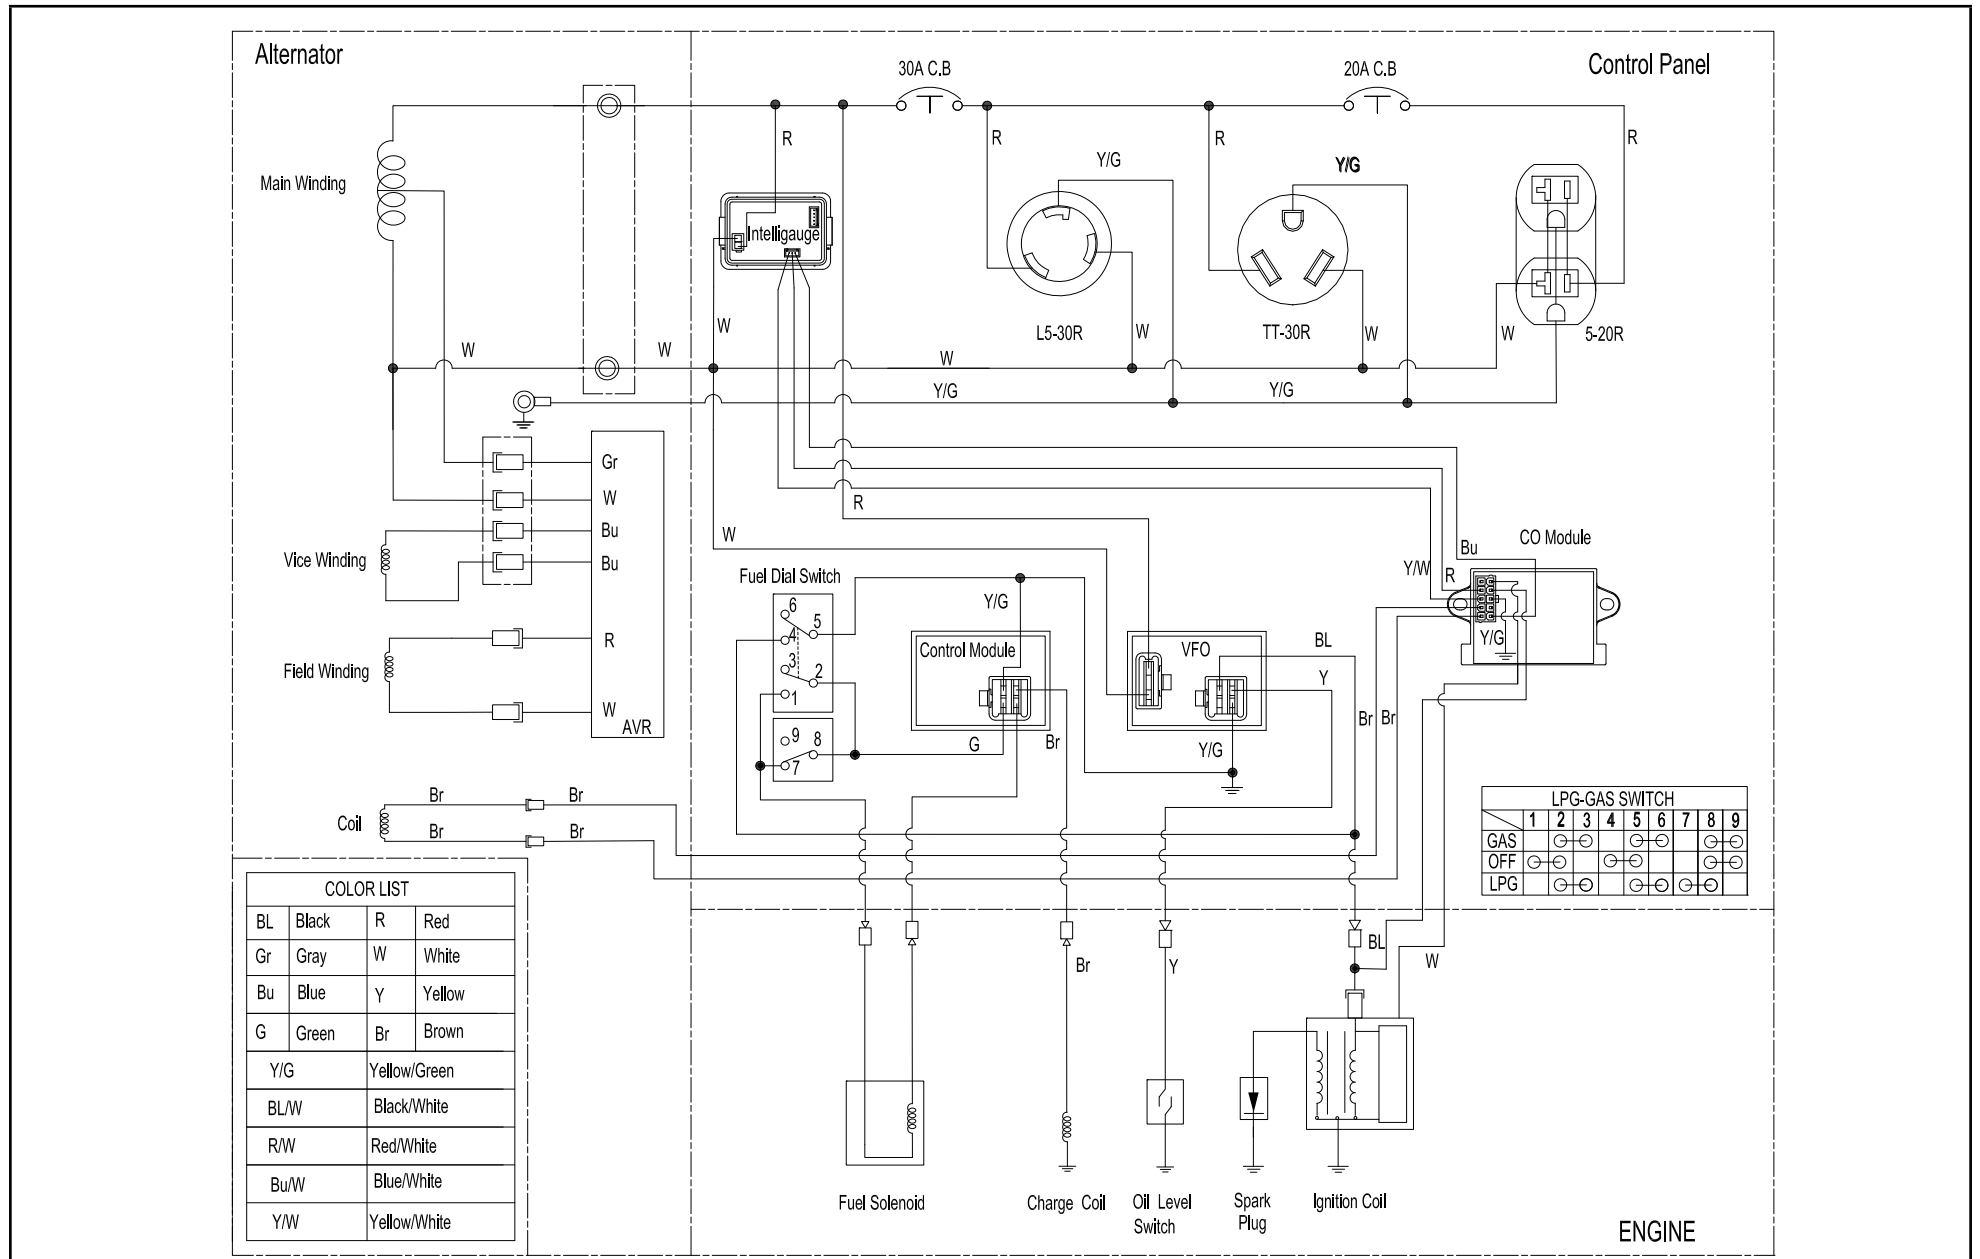 Alternator
Control Panel
30A C.B
20A C.B
R
R
R
R
Y/G
Y/G
Main Winding
Intelligauge
W
L5-30R
W
TT-30R
W
W
5-20R
W
W
W
Y/G
Y/G
Gr
W
Bu
Bu
R
W
AVR
Vice Winding
Field Winding
R
W
CO Module
Bu
Y/W
R
Y/G
Fuel Dial Switch
6
5
4
3
2
1
9
8
7
Y/G
Control Module
G
Br
VFO
BL
Y
Y/G
Br
Br
Coil
Br
Br
Br
Br
LPG-GAS SWITCH
1 2 3 4 5 6 7 8 9
GAS
OFF
LPG
COLOR LIST
BL Black R Red
Gr Gray W White
Bu Blue Y Yellow
G Green Br Brown
Y/G Yellow/Green
BL/W Black/White
R/W Red/White
Bu/W Blue/White
Y/W Yellow/White
Br
Y
BL
W
Fuel Solenoid
Charge Coil
Oil Level
Switch
Spark
Plug
Ignition Coil
ENGINE